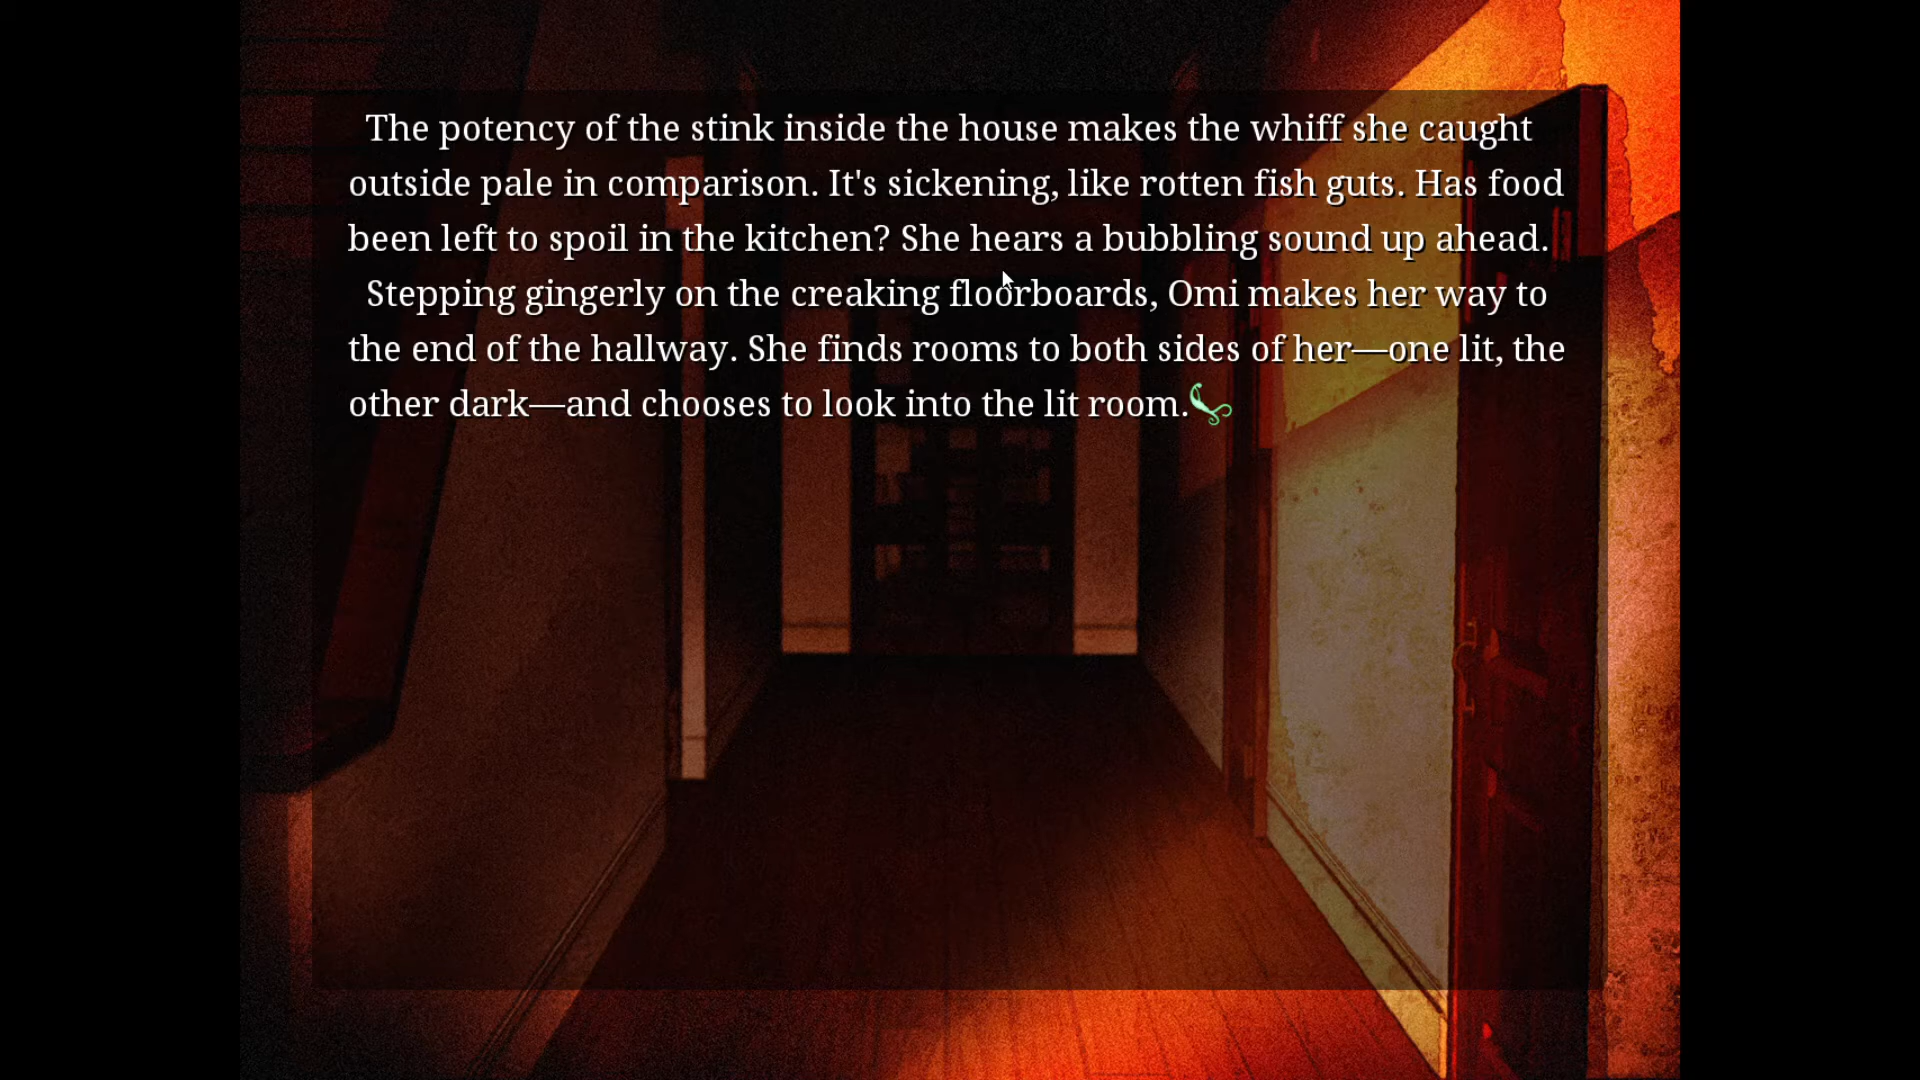 The potency of the stink inside the house makes the whiff she caught
outside pale in comparison. It's sickening, like rotten fish guts. Has food
been left to spoil in the kitchen? She hears a bubbling sound up ahead.
Stepping gingerly on the creaking floorboards, Omi makes her way to
the end of the hallway. She finds rooms to both sides of her—one lit, the
other dark—and chooses to look into the lit room.